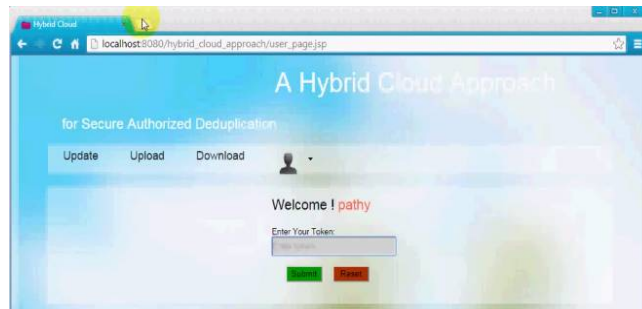 Hybrid Cloud
localhost:8080/hybrid_cloud_approach/user_page.jsp
A Hybrid Cloud Approach
for Secure Authorized Deduplication
Update Upload Download
Welcome ! pathy
Enter Your Token:
Submit Reset